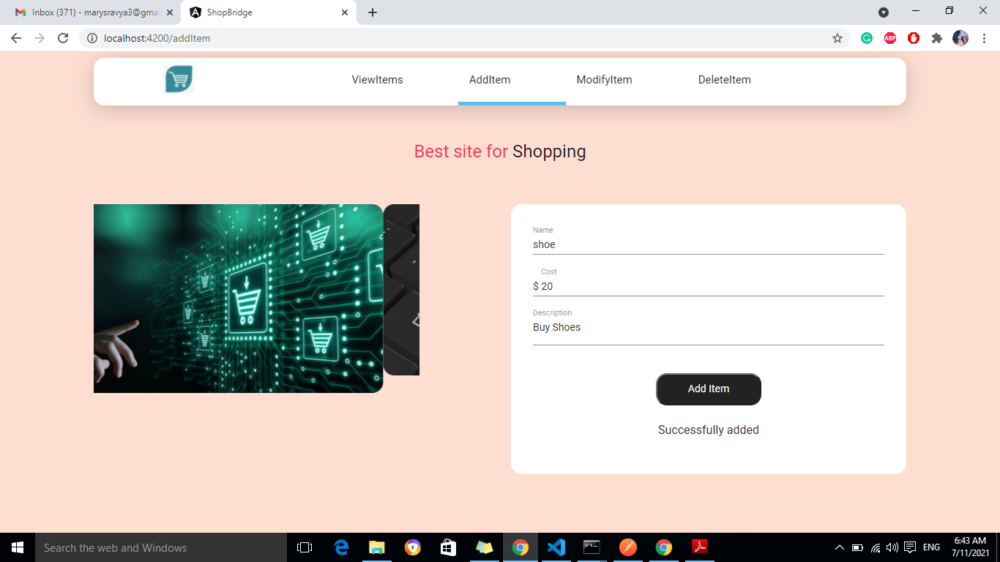 Inbox (371) - marysravya3@gmai
ShopBridge
localhost:4200/addItem
ABP
ViewItems AddItem ModifyItem DeleteItem
Best site for Shopping
Name
shoe
Cost
$ 20
Description
Buy Shoes
Add Item
Successfully added
Search the web and Windows
ENG
6:43 AM
7/11/2021